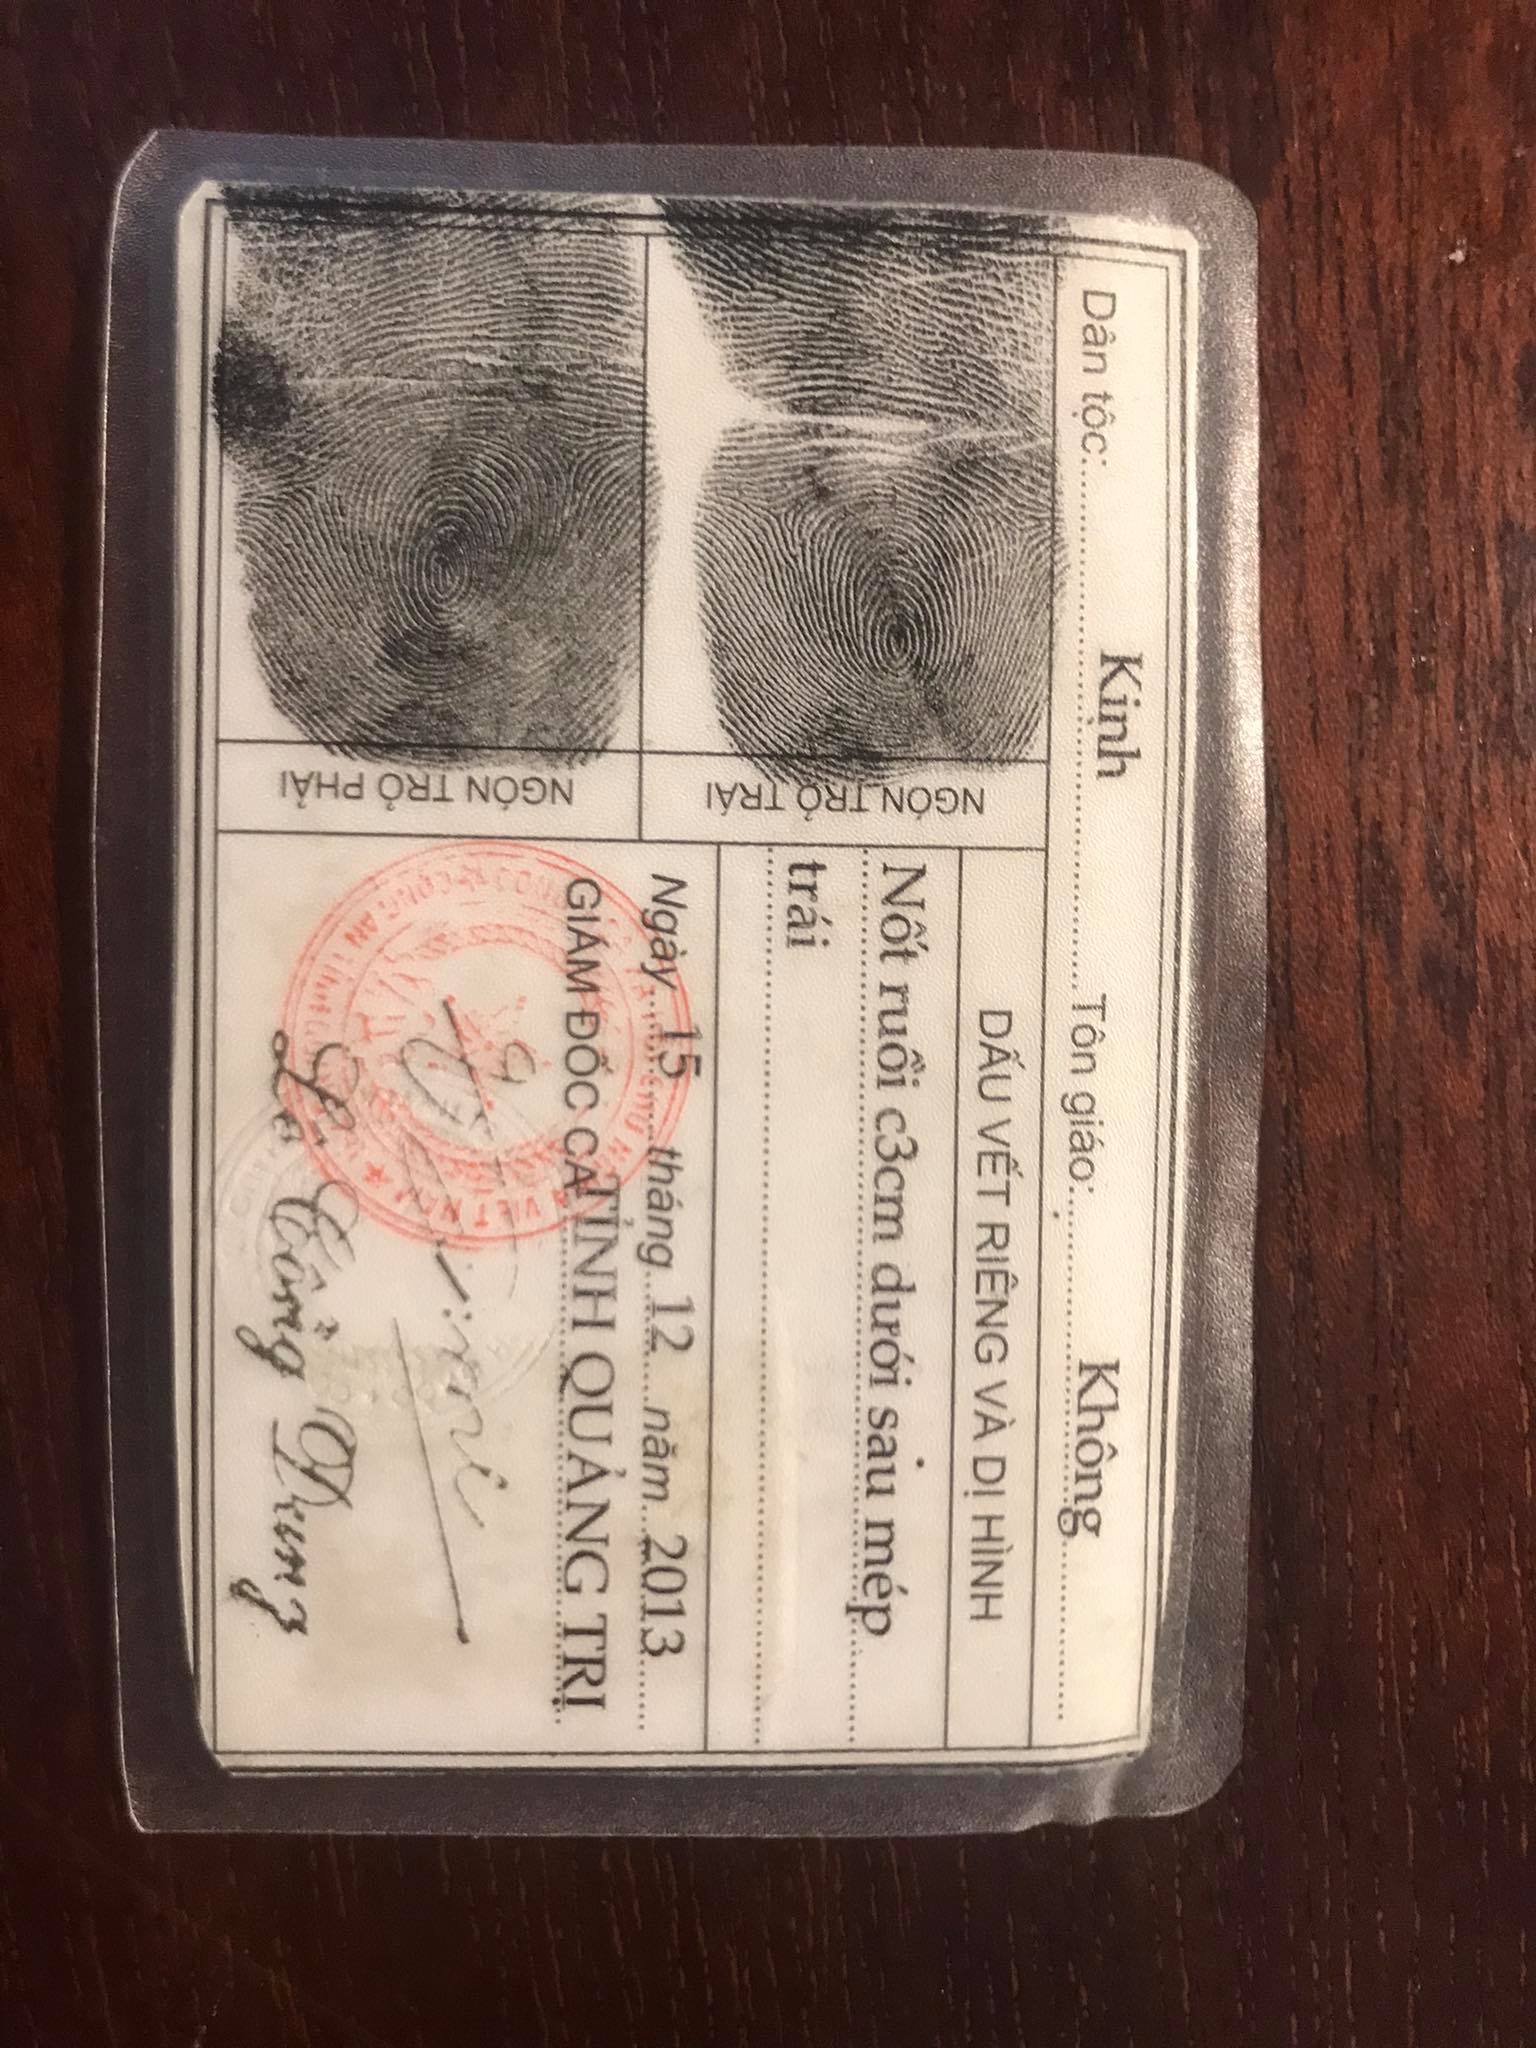 Dân tộc: Kinh Tôn giáo: Không
NGÓN TRỎ TRÁI
NGÓN TRỎ PHẢI
DẤU VẾT RIÊNG VÀ DỊ HÌNH
Nốt ruồi c3cm dưới sau mép
trái
Ngày 15 tháng 12 năm 2013
GIÁM ĐỐC CA TỈNH QUẢNG TRỊ
Công